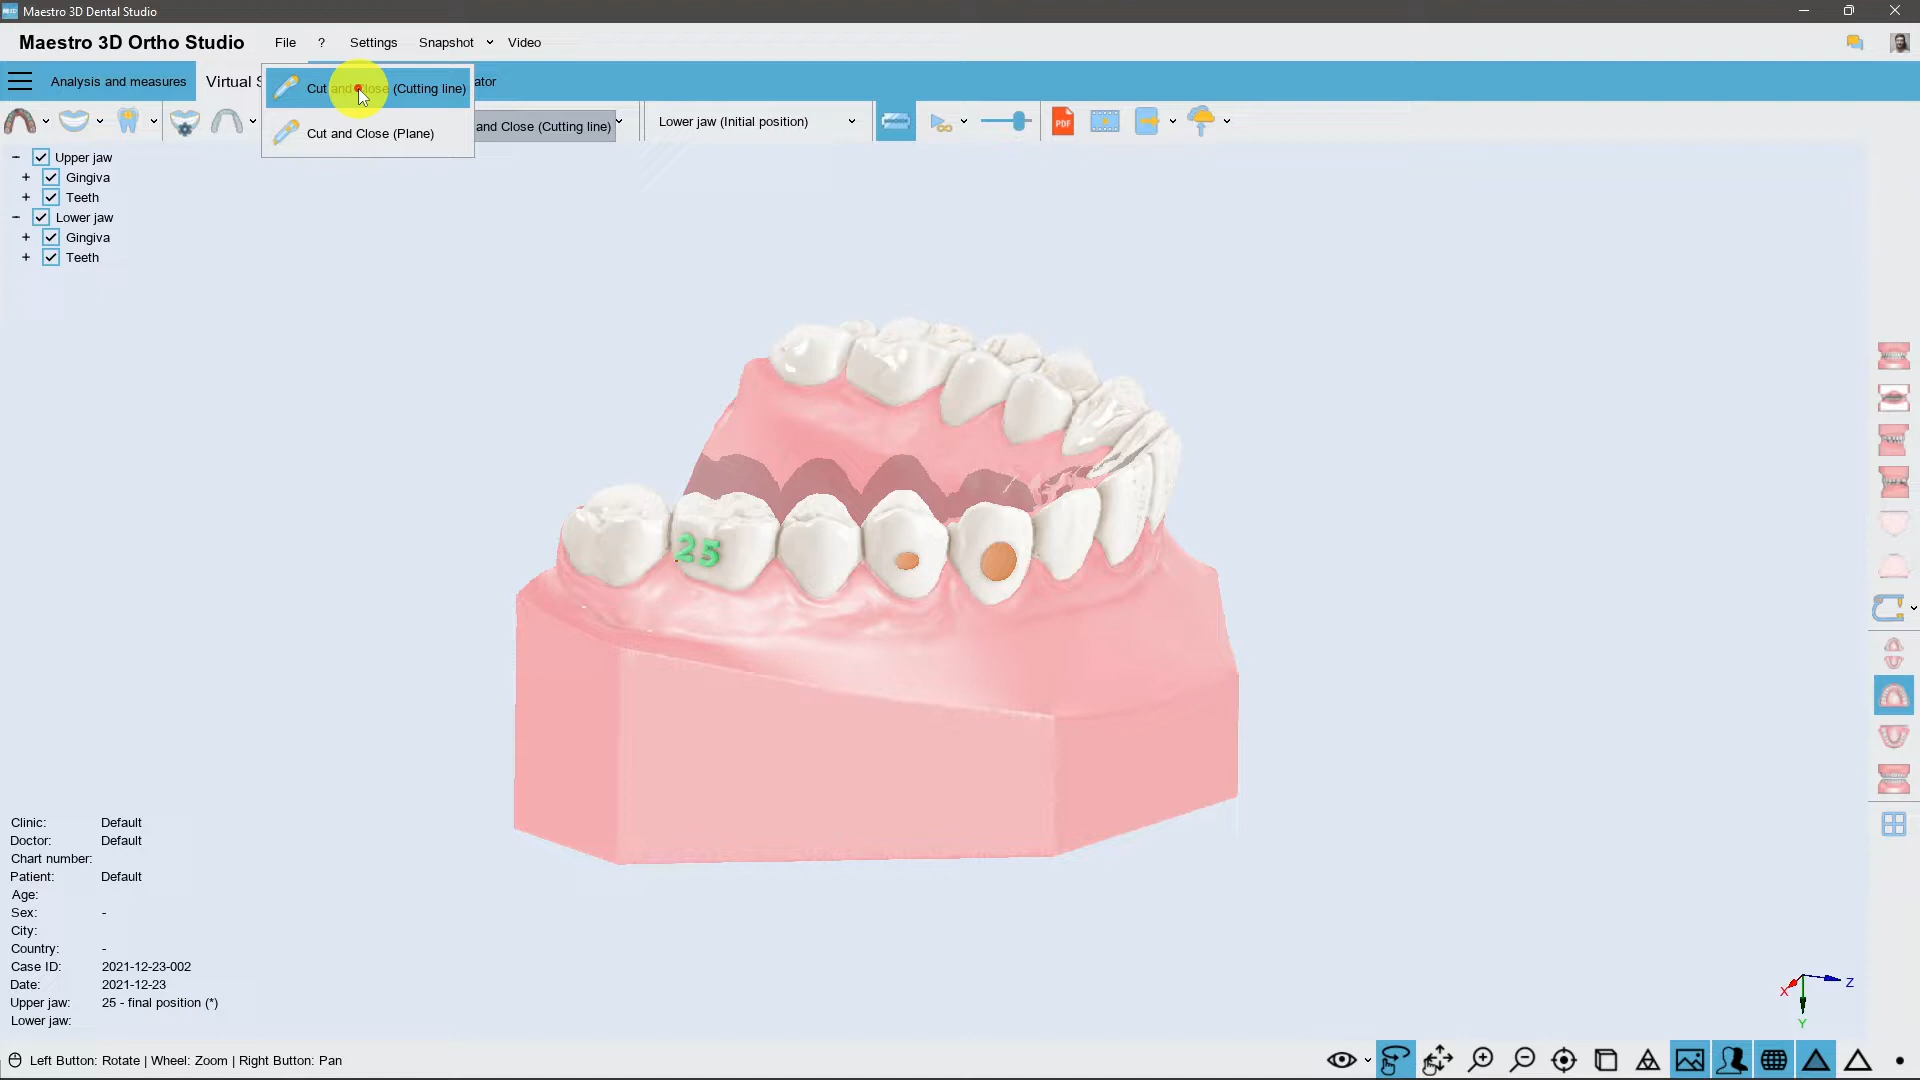 Maestro 3D Dental Studio
Maestro 3D Ortho Studio File ? Settings Snapshot Video
Analysis and measures Virtual S ator
Cut and Close (Cutting line)
Cut and Close (Plane)
and Close (Cutting line) Lower jaw (Initial position) PDF
Upper jaw
Gingiva
Teeth
Lower jaw
Gingiva
Teeth
25
Clinic: Default
Doctor: Default
Chart number:
Patient: Default
Age:
Sex: -
City:
Country: -
Case ID: 2021-12-23-002
Date: 2021-12-23
Upper jaw: 25 - final position (*)
Lower jaw:
X Z
Y
Left Button: Rotate | Wheel: Zoom | Right Button: Pan